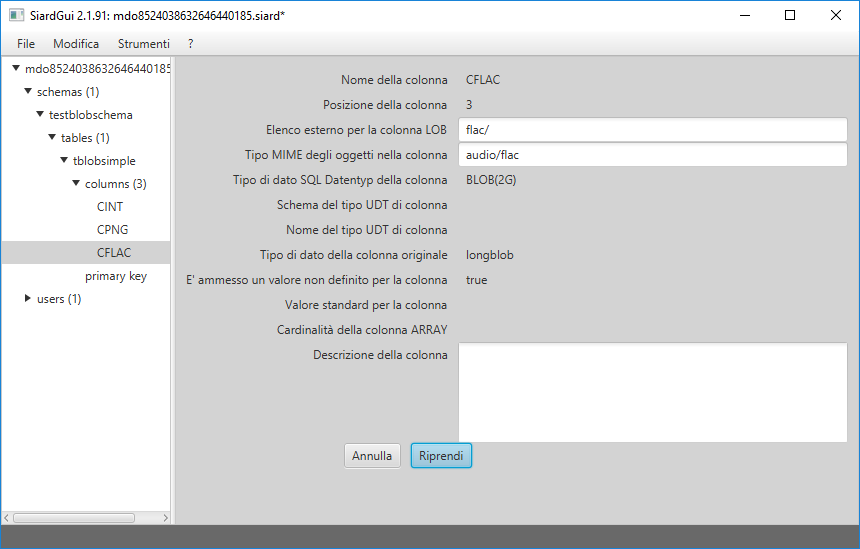 SiardGui 2.1.91: mdo8524038632646440185.siard*
File Modifica Strumenti ?
mdo8524038632646440185
schemas (1)
testblobschema
tables (1)
tblobsimple
columns (3)
CINT
CPNG
CFLAC
primary key
users (1)
Nome della colonna CFLAC
Posizione della colonna 3
Elenco esterno per la colonna LOB flac/
Tipo MIME degli oggetti nella colonna audio/flac
Tipo di dato SQL Datentyp della colonna BLOB(2G)
Schema del tipo UDT di colonna
Nome del tipo UDT di colonna
Tipo di dato della colonna originale longblob
E' ammesso un valore non definito per la colonna true
Valore standard per la colonna
Cardinalità della colonna ARRAY
Descrizione della colonna
Annulla Riprendi